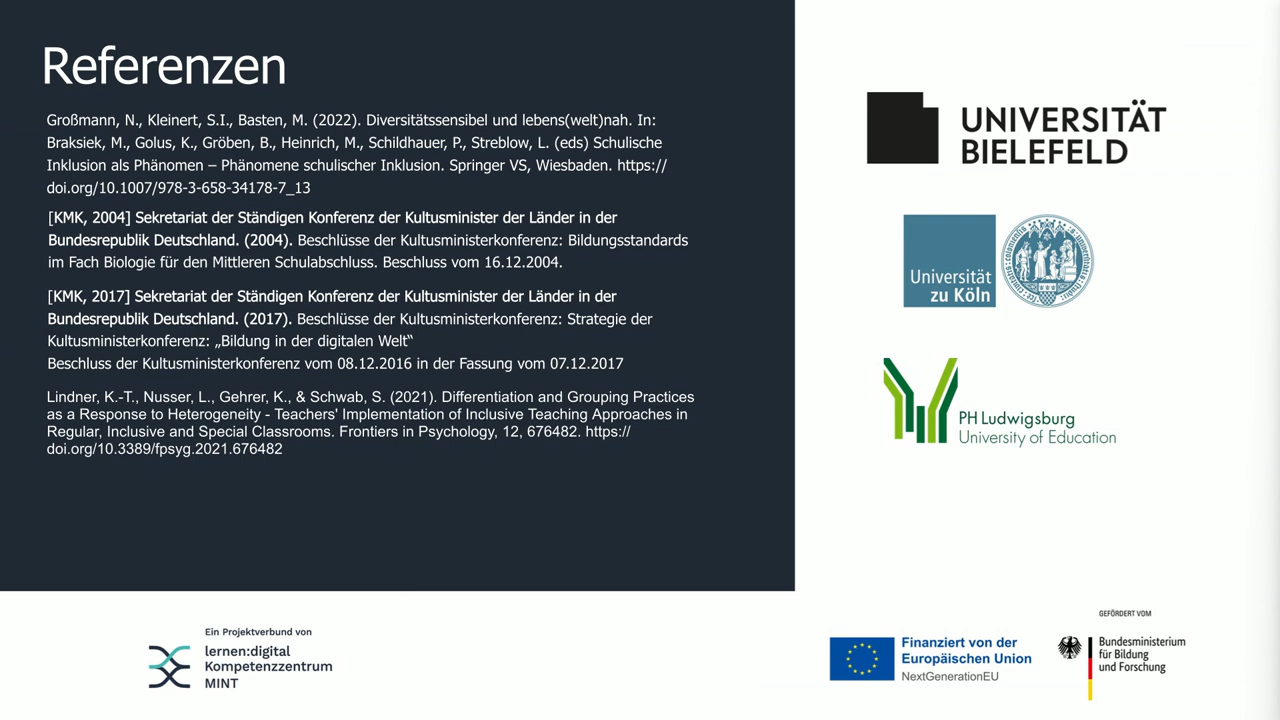 Referenzen
Großmann, N., Kleinert, S.I., Basten, M. (2022). Diversitätssensibel und lebens(welt)nah. In:
Braksiek, M., Golus, K., Gröben, B., Heinrich, M., Schildhauer, P., Streblow, L. (eds) Schulische
Inklusion als Phänomen – Phänomene schulischer Inklusion. Springer VS, Wiesbaden. https://
doi.org/10.1007/978-3-658-34178-7_13
[KMK, 2004] Sekretariat der Ständigen Konferenz der Kultusminister der Länder in der
Bundesrepublik Deutschland. (2004). Beschlüsse der Kultusministerkonferenz: Bildungsstandards
im Fach Biologie für den Mittleren Schulabschluss. Beschluss vom 16.12.2004.
[KMK, 2017] Sekretariat der Ständigen Konferenz der Kultusminister der Länder in der
Bundesrepublik Deutschland. (2017). Beschlüsse der Kultusministerkonferenz: Strategie der
Kultusministerkonferenz: „Bildung in der digitalen Welt“
Beschluss der Kultusministerkonferenz vom 08.12.2016 in der Fassung vom 07.12.2017
Lindner, K.-T., Nusser, L., Gehrer, K., & Schwab, S. (2021). Differentiation and Grouping Practices
as a Response to Heterogeneity - Teachers' Implementation of Inclusive Teaching Approaches in
Regular, Inclusive and Special Classrooms. Frontiers in Psychology, 12, 676482. https://
doi.org/10.3389/fpsyg.2021.676482
UNIVERSITÄT
BIELEFELD
Universität
zu Köln
PH Ludwigsburg
University of Education
Ein Projektverbund von
lernen:digital
Kompetenzzentrum
MINT
Finanziert von der
Europäischen Union
NextGenerationEU
GEFÖRDERT VOM
Bundesministerium
für Bildung
und Forschung